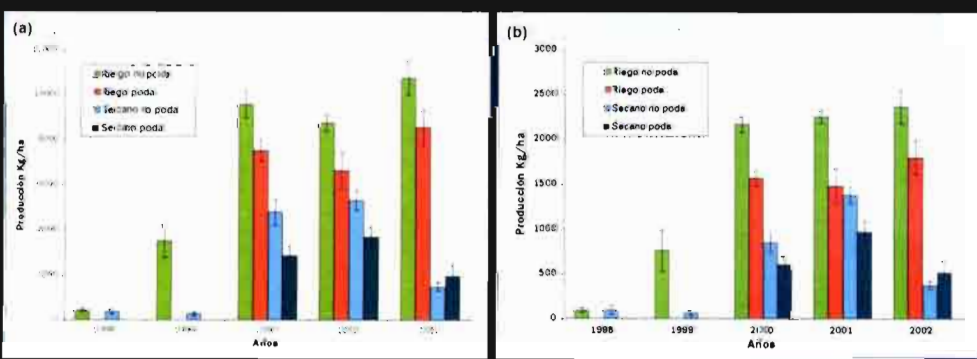 (a)
Riego no poda
Riego poda
Secano no poda
Secano poda
Producción Kg/ha
Años
(b)
3000
2500
2000
1500
1000
500
0
Riego no poda
Riego poda
Secano no poda
Secano poda
Producción Kg/ha
1998
1999
2000
2001
2002
Años